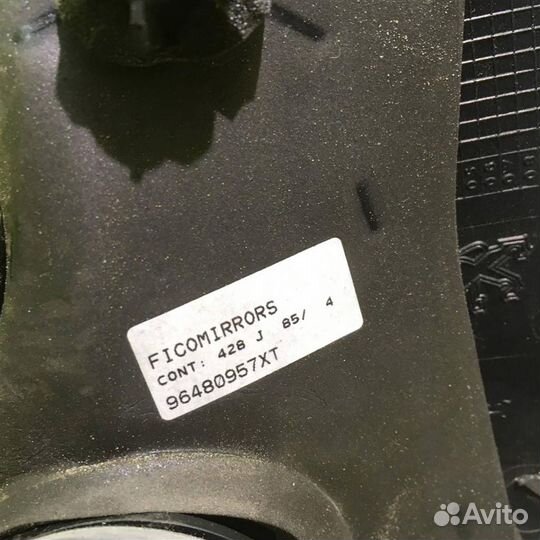 FICOMIRRORS
CONT: 428 J 85/ 4
96480957XT
Avito